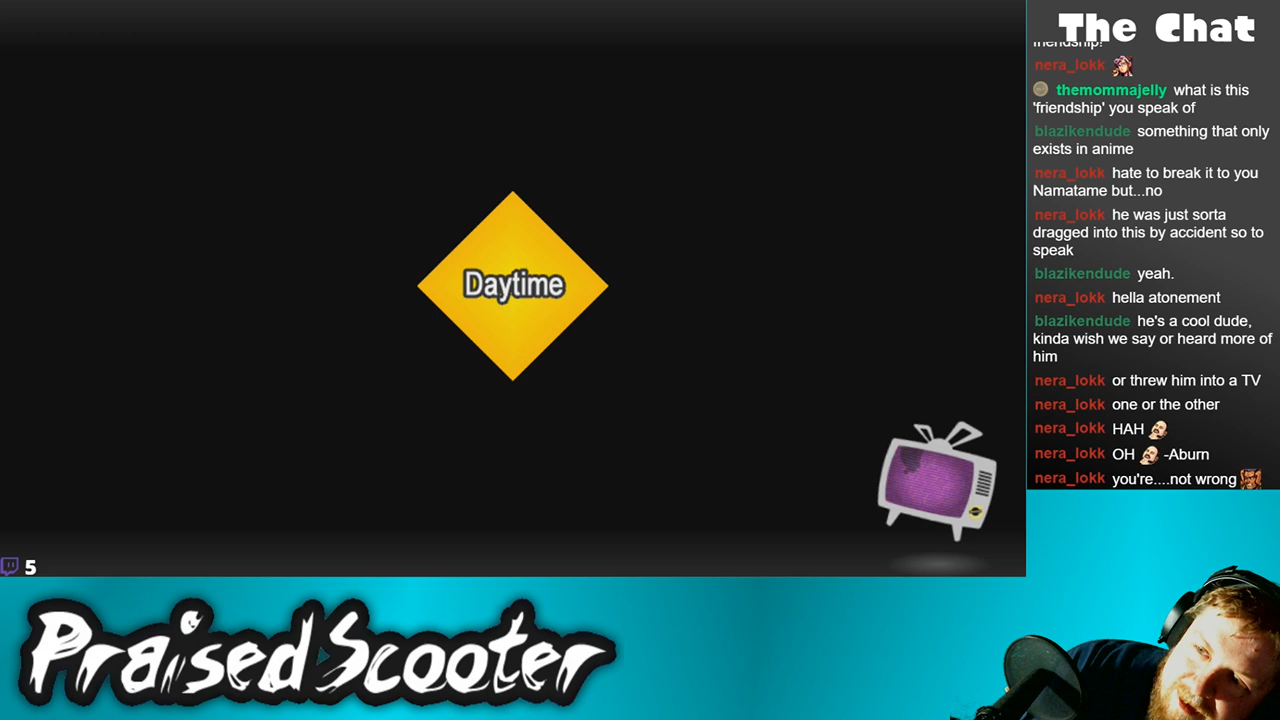 Daytime
5
PraisedScooter
The Chat
friendship!
nera_lokk
themommajelly what is this
'friendship' you speak of
blazikendude something that only
exists in anime
nera_lokk hate to break it to you
Namatame but...no
nera_lokk he was just sorta
dragged into this by accident so to
speak
blazikendude yeah.
nera_lokk hella atonement
blazikendude he's a cool dude,
kinda wish we say or heard more of
him
nera_lokk or threw him into a TV
nera_lokk one or the other
nera_lokk HAH
nera_lokk OH -Aburn
nera_lokk you're....not wrong